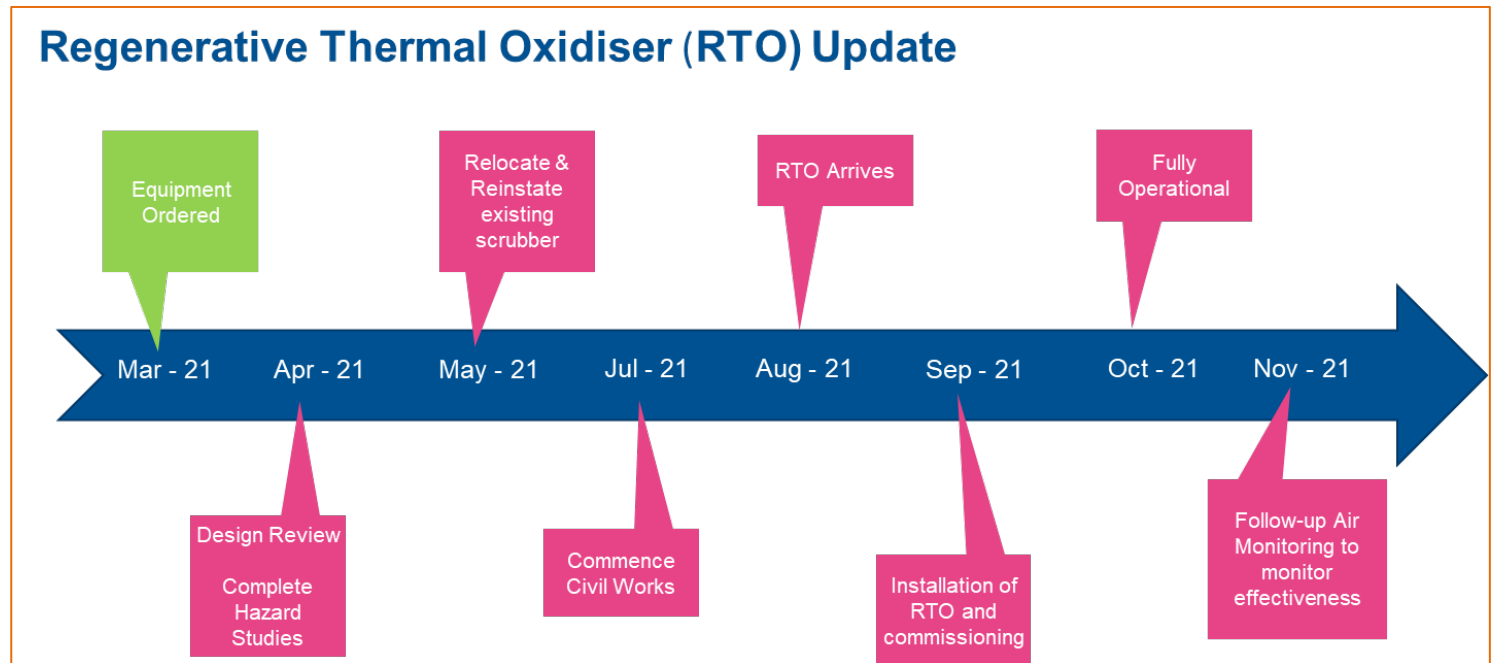 Regenerative Thermal Oxidiser (RTO) Update
Equipment
Ordered
Relocate &
Reinstate
existing
scrubber
RTO Arrives
Fully
Operational
Mar - 21
Apr - 21
May - 21
Jul - 21
Aug - 21
Sep - 21
Oct - 21
Nov - 21
Design Review
Complete
Hazard
Studies
Commence
Civil Works
Installation of
RTO and
commissioning
Follow-up Air
Monitoring to
monitor
effectiveness